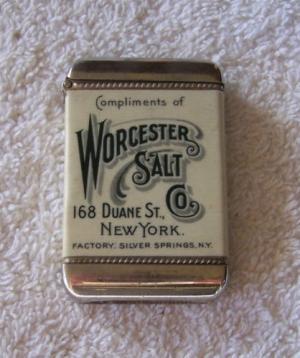 Compliments of
WORCESTER
SALT
Co,
168 DUANE ST.,
NEW YORK.
FACTORY: SILVER SPRINGS, N.Y.